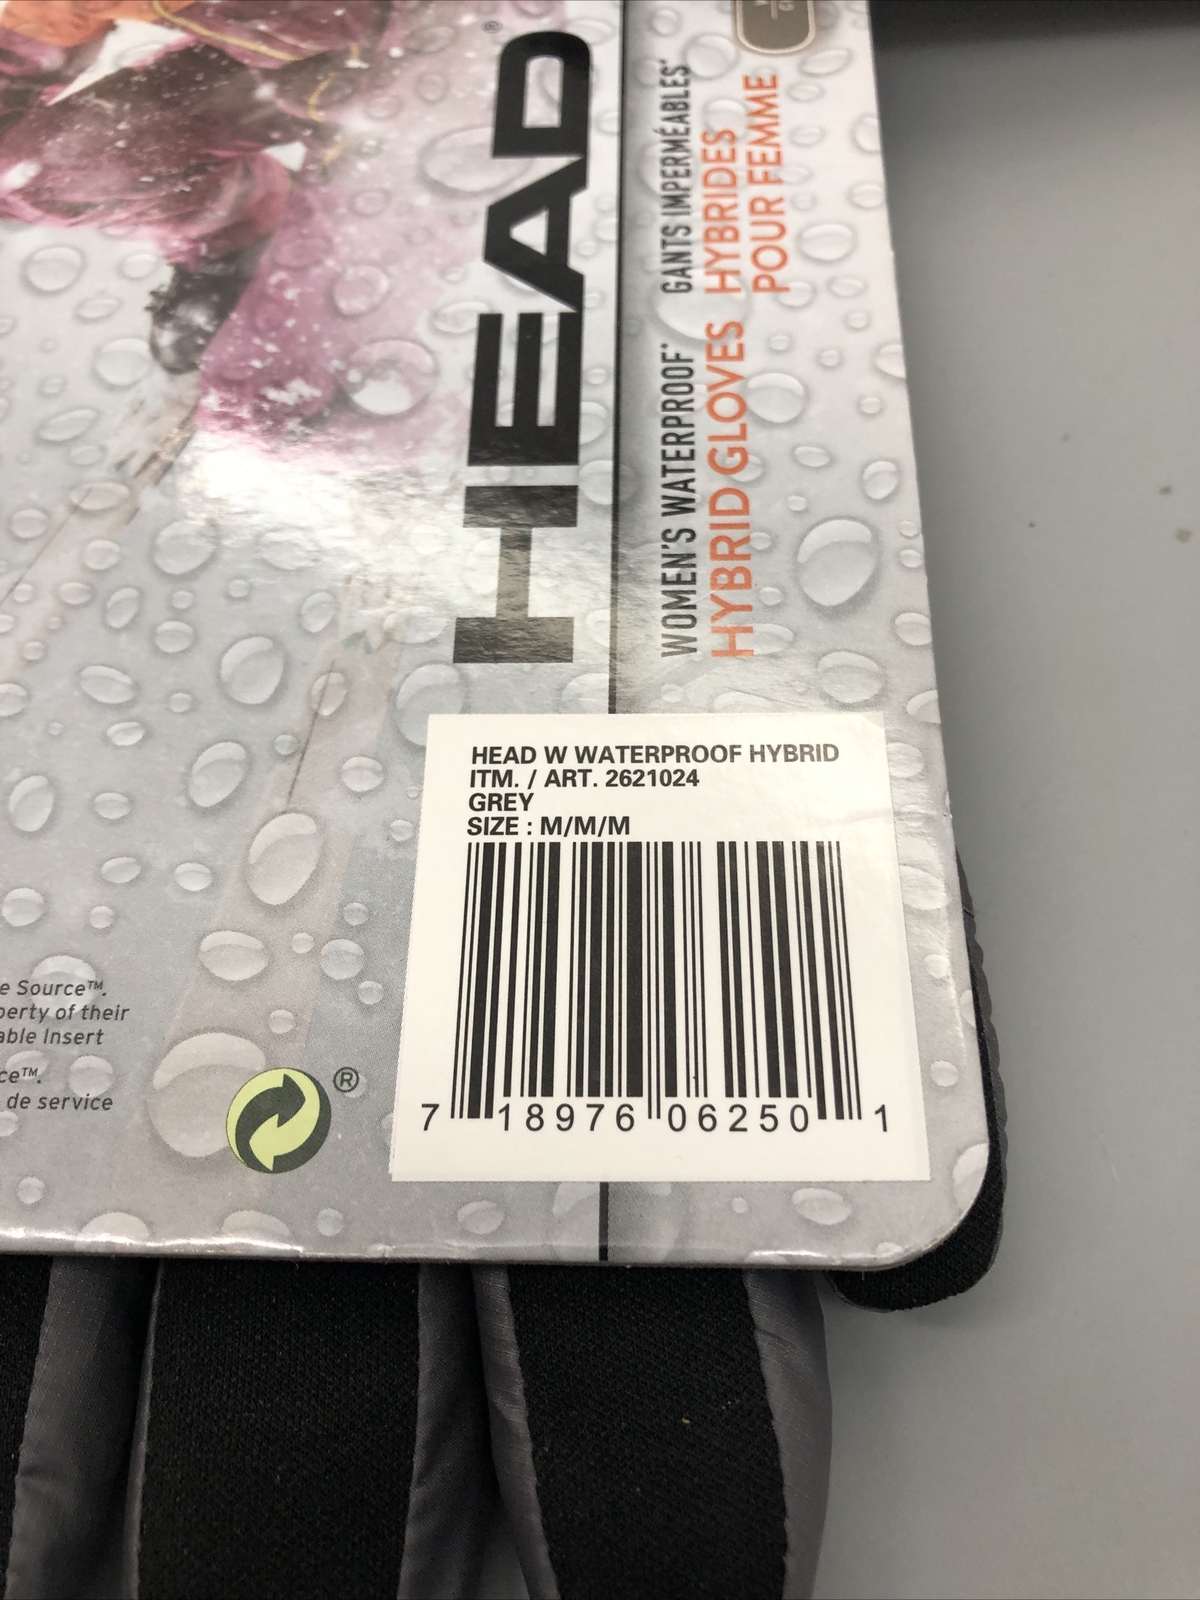 HEAD®
WOMEN'S WATERPROOF*
HYBRID GLOVES
GANTS IMPERMÉABLES*
HYBRIDES
POUR FEMME
HEAD W WATERPROOF HYBRID
ITM. / ART. 2621024
GREY
SIZE : M/M/M
7 18976 06250 1
e Source™.
perty of their
able Insert
ce™.
de service
®